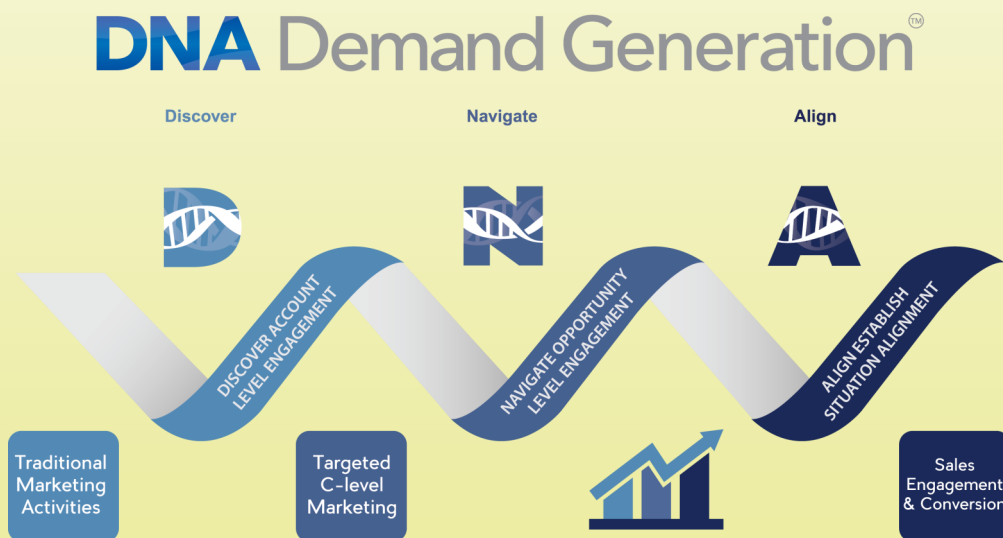 DNA Demand Generation™
Discover
Navigate
Align
D
N
A
DISCOVER ACCOUNT
LEVEL ENGAGEMENT
NAVIGATE OPPORTUNITY
LEVEL ENGAGEMENT
ALIGN ESTABLISH
SITUATION ALIGNMENT
Traditional
Marketing
Activities
Targeted
C-level
Marketing
Sales
Engagement
& Conversion